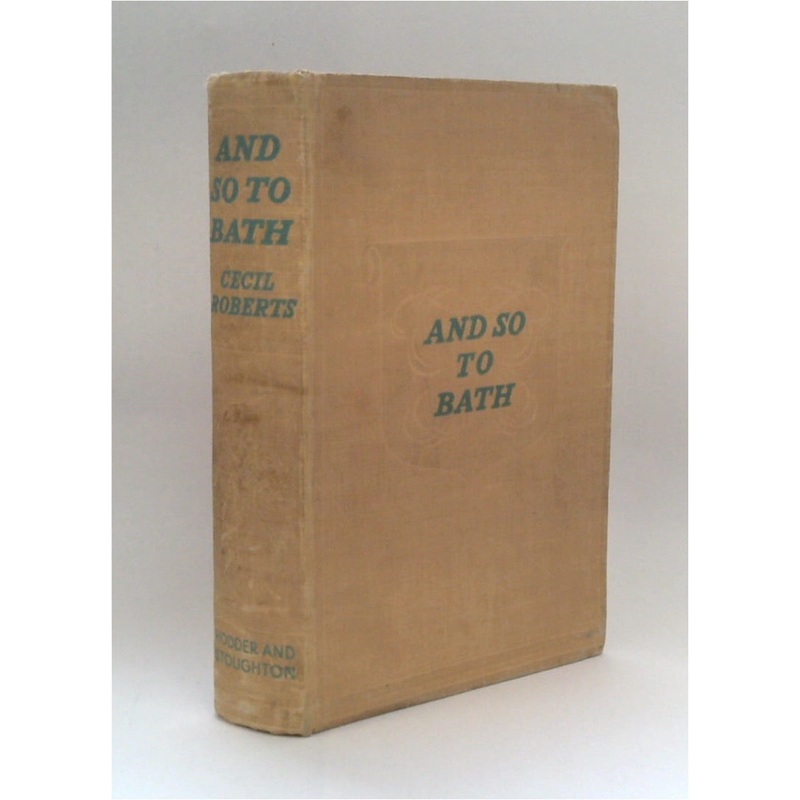 AND
SO TO
BATH
CECIL
ROBERTS
HODDER AND
STOUGHTON
AND SO
TO
BATH